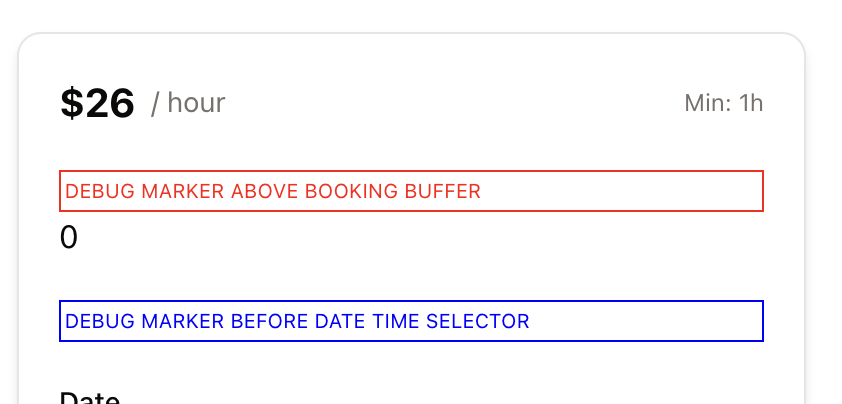 $26 / hour Min: 1h
DEBUG MARKER ABOVE BOOKING BUFFER
0
DEBUG MARKER BEFORE DATE TIME SELECTOR
Date